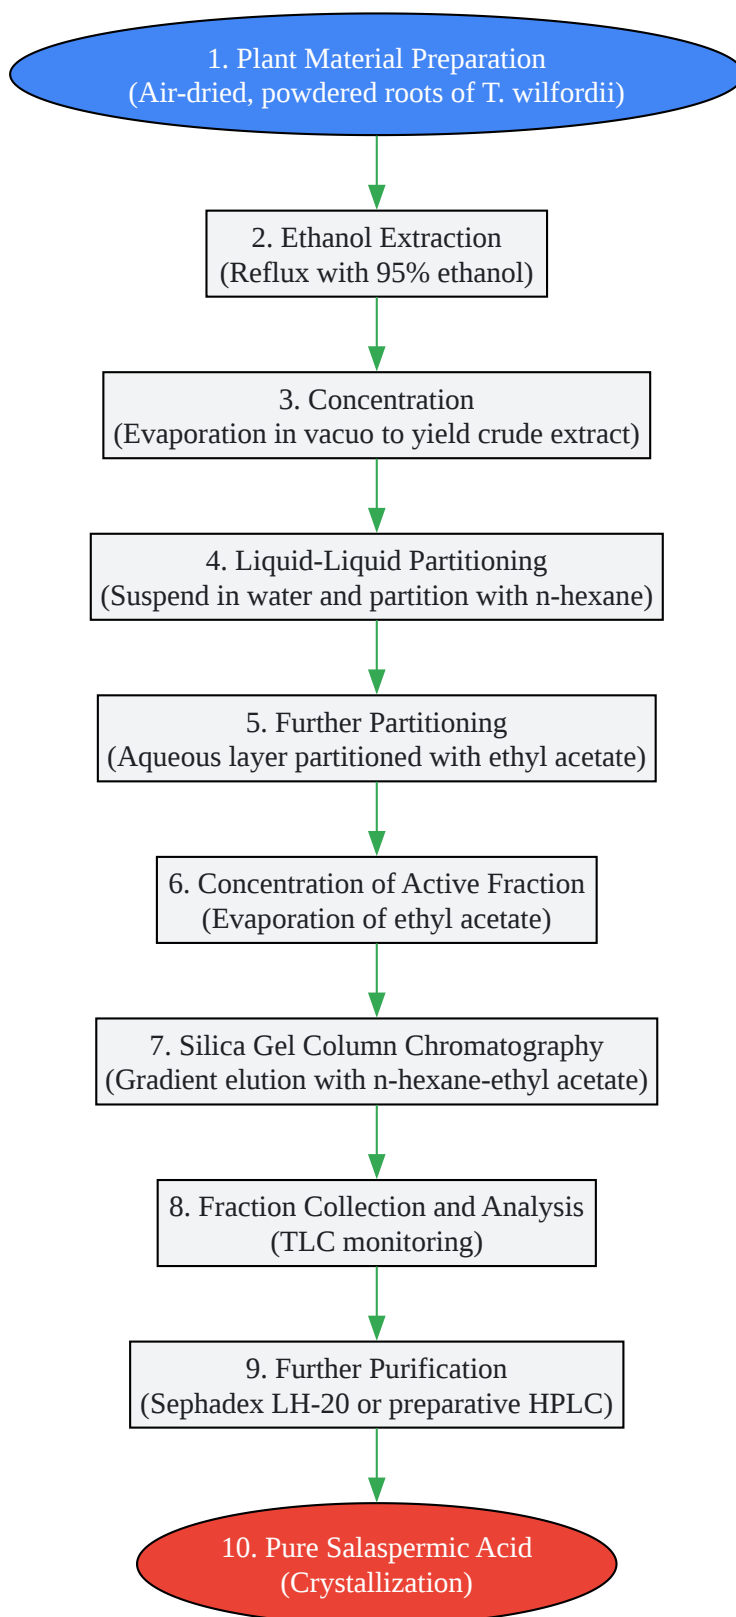 1. Plant Material Preparation
(Air-dried, powdered roots of T. wilfordii)
2. Ethanol Extraction
(Reflux with 95% ethanol)
3. Concentration
(Evaporation in vacuo to yield crude extract)
4. Liquid-Liquid Partitioning
(Suspend in water and partition with n-hexane)
5. Further Partitioning
(Aqueous layer partitioned with ethyl acetate)
6. Concentration of Active Fraction
(Evaporation of ethyl acetate)
7. Silica Gel Column Chromatography
(Gradient elution with n-hexane-ethyl acetate)
8. Fraction Collection and Analysis
(TLC monitoring)
9. Further Purification
(Sephadex LH-20 or preparative HPLC)
10. Pure Salaspermic Acid
(Crystallization)